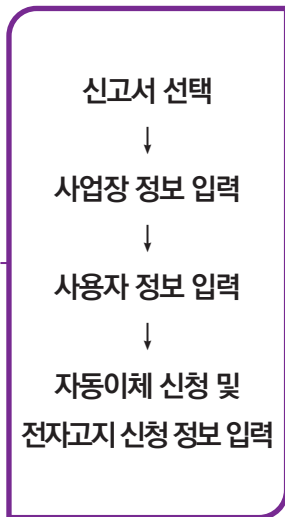 신고서 선택
↓
사업장 정보 입력
↓
사용자 정보 입력
↓
자동이체 신청 및
전자고지 신청 정보 입력